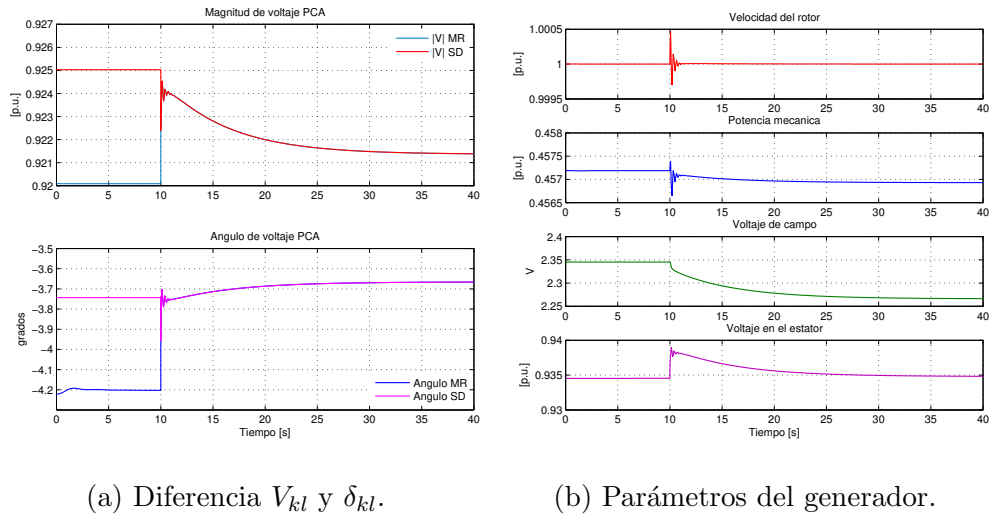 Magnitud de voltaje PCA
0.927
0.926
0.925
0.924
0.923
0.922
0.921
0.92
[p.u.]
|V| MR
|V| SD
0 5 10 15 20 25 30 35 40
Angulo de voltaje PCA
−3.5
−3.6
−3.7
−3.8
−3.9
−4
−4.1
−4.2
grados
Angulo MR
Angulo SD
0 5 10 15 20 25 30 35 40
Tiempo [s]
(a) Diferencia V_{kl} y δ_{kl}.
Velocidad del rotor
1.0005
1
0.9995
[p.u.]
0 5 10 15 20 25 30 35 40
Potencia mecanica
0.458
0.4575
0.457
0.4565
[p.u.]
0 5 10 15 20 25 30 35 40
Voltaje de campo
2.4
2.35
2.3
2.25
V
0 5 10 15 20 25 30 35 40
Voltaje en el estator
0.94
0.935
0.93
[p.u.]
0 5 10 15 20 25 30 35 40
Tiempo [s]
(b) Parámetros del generador.